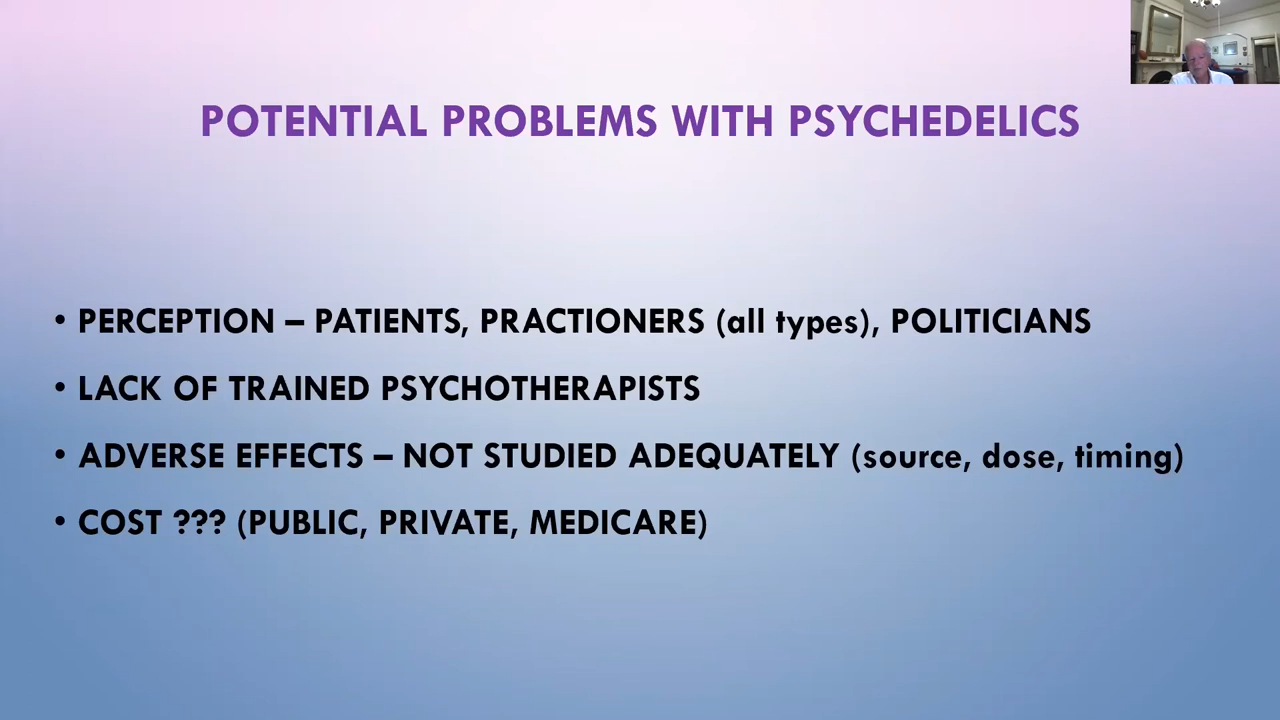 POTENTIAL PROBLEMS WITH PSYCHEDELICS
• PERCEPTION – PATIENTS, PRACTIONERS (all types), POLITICIANS
• LACK OF TRAINED PSYCHOTHERAPISTS
• ADVERSE EFFECTS – NOT STUDIED ADEQUATELY (source, dose, timing)
• COST ??? (PUBLIC, PRIVATE, MEDICARE)